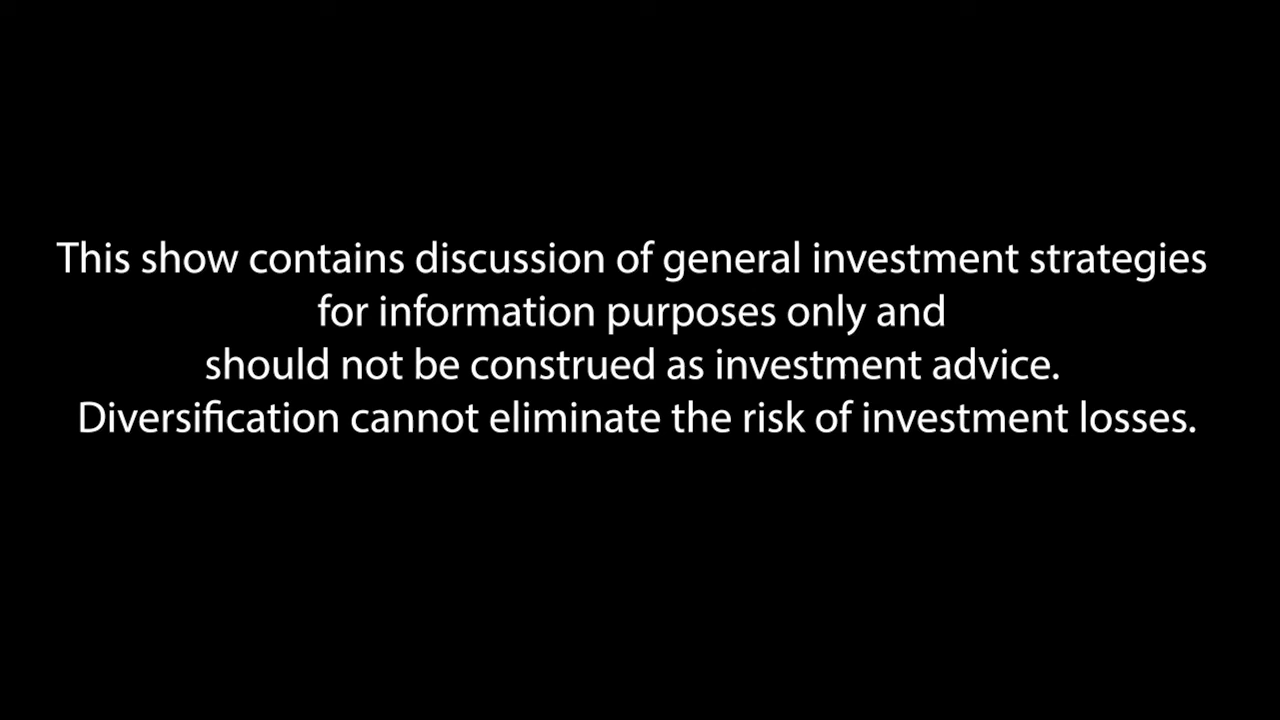 This show contains discussion of general investment strategies
for information purposes only and
should not be construed as investment advice.
Diversification cannot eliminate the risk of investment losses.